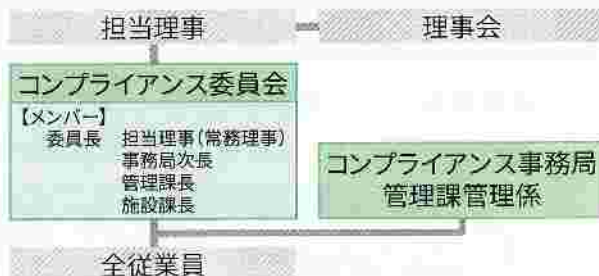 担当理事
理事会
コンプライアンス委員会
【メンバー】
委員長 担当理事(常務理事)
事務局次長
管理課長
施設課長
コンプライアンス事務局
管理課管理係
全従業員